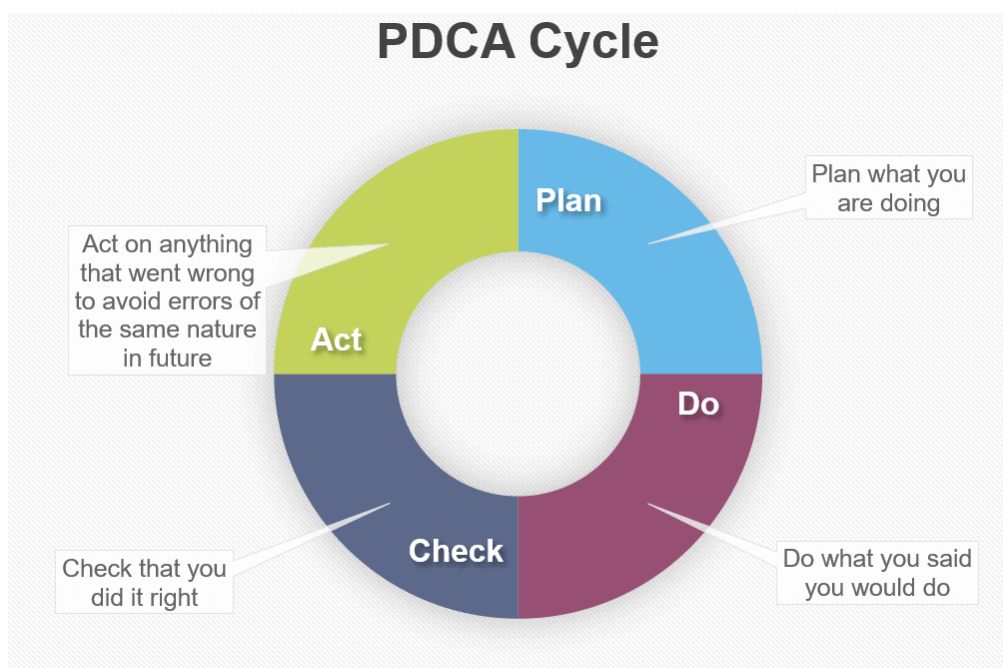 PDCA Cycle
Plan
Plan what you
are doing
Do
Do what you said
you would do
Check
Check that you
did it right
Act
Act on anything
that went wrong
to avoid errors of
the same nature
in future